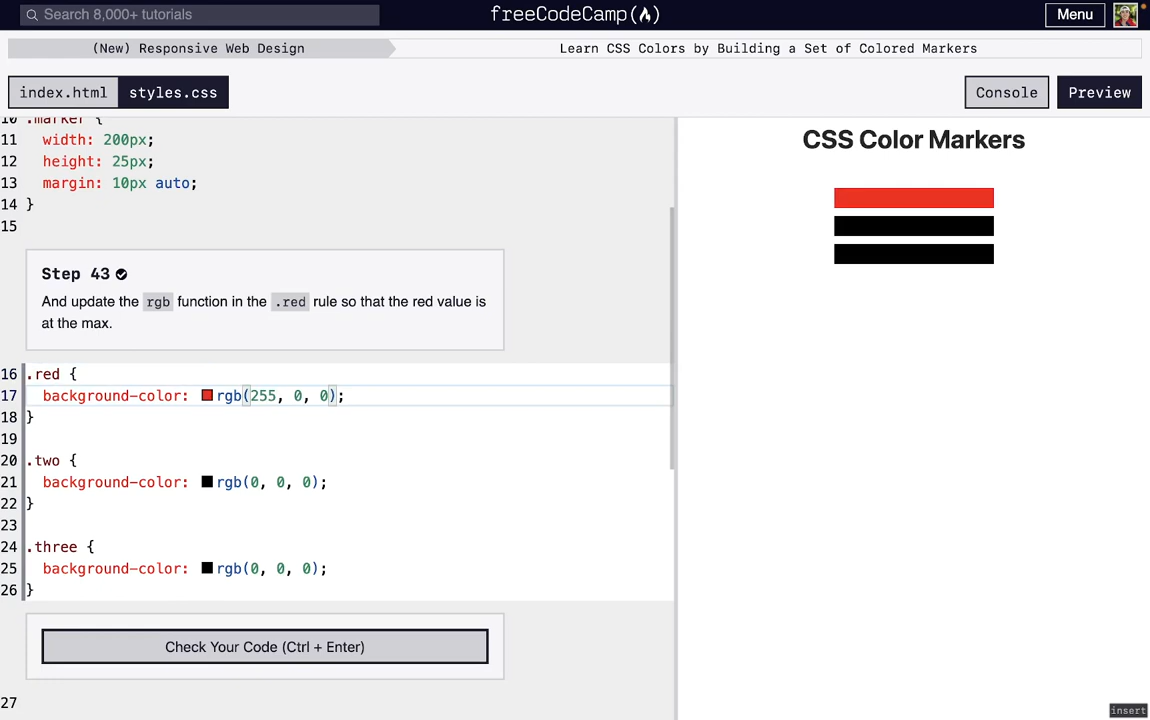 Search 8,000+ tutorials
freeCodeCamp
Menu
(New) Responsive Web Design
Learn CSS Colors by Building a Set of Colored Markers
index.html
styles.css
Console
Preview
10 .marker {
11 width: 200px;
12 height: 25px;
13 margin: 10px auto;
14 }
15
Step 43
And update the rgb function in the .red rule so that the red value is
at the max.
16 .red {
17 background-color: rgb(255, 0, 0);
18 }
19
20 .two {
21 background-color: rgb(0, 0, 0);
22 }
23
24 .three {
25 background-color: rgb(0, 0, 0);
26 }
Check Your Code (Ctrl + Enter)
27
CSS Color Markers
insert